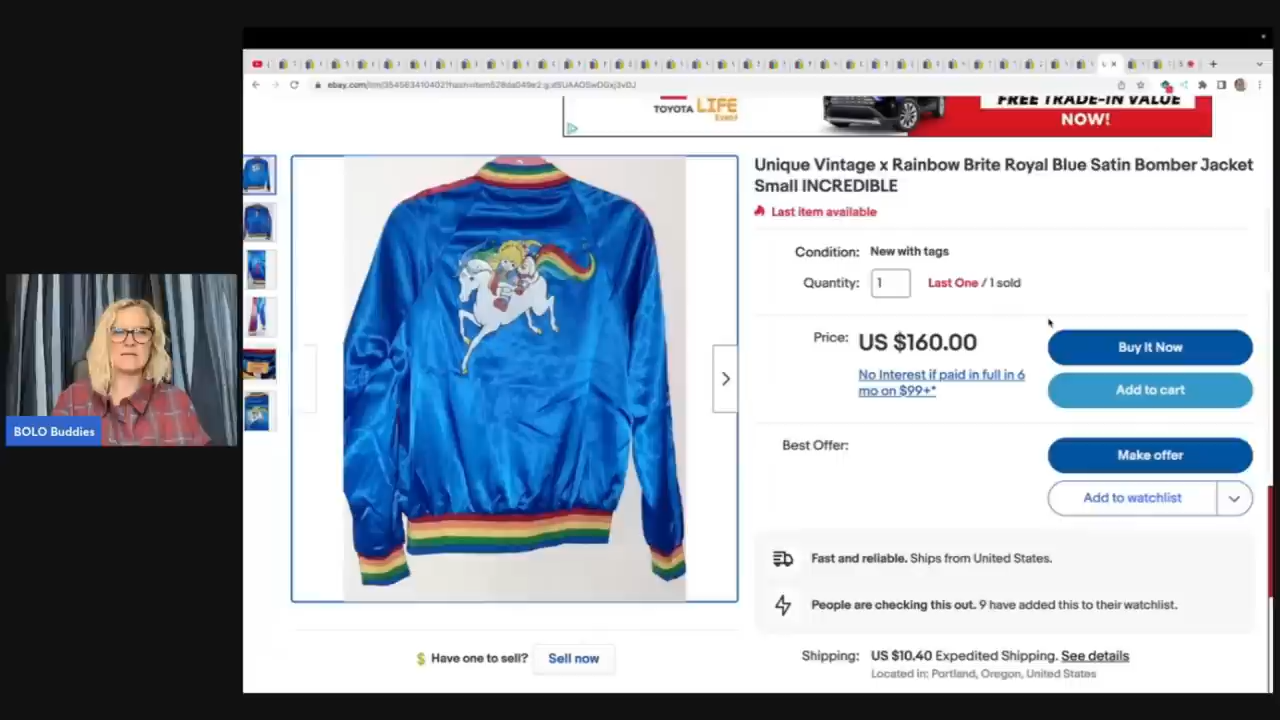 TOYOTA LIFE
FREE TRADE-IN VALUE
NOW!
Unique Vintage x Rainbow Brite Royal Blue Satin Bomber Jacket
Small INCREDIBLE
Last item available
Condition: New with tags
Quantity: 1 Last One / 1 sold
Price: US $160.00
Buy It Now
No Interest if paid in full in 6
mo on $99+*
Add to cart
Best Offer:
Make offer
Add to watchlist
BOLO Buddies
Fast and reliable. Ships from United States.
People are checking this out. 9 have added this to their watchlist.
$ Have one to sell? Sell now
Shipping: US $10.40 Expedited Shipping. See details
Located in: Portland, Oregon, United States